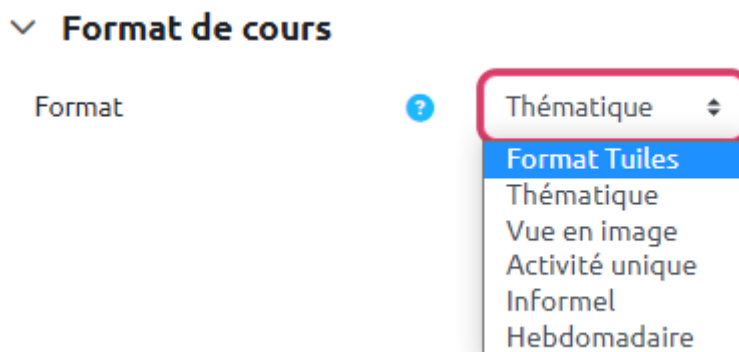 Format de cours
Format ? Thématique
Format Tuiles
Thématique
Vue en image
Activité unique
Informel
Hebdomadaire